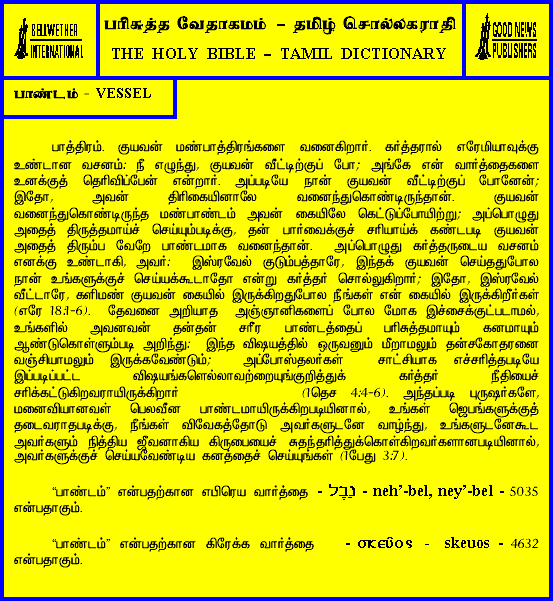 BELLWETHER
INTERNATIONAL
பரிசுத்த வேதாகமம் – தமிழ் சொல்லகராதி
THE HOLY BIBLE – TAMIL DICTIONARY
GOOD NEWS
PUBLISHERS
பாண்டம் - VESSEL
பாத்திரம். குயவன் மண்பாத்திரங்களை வனைகிறார். கர்த்தரால் எரேமியாவுக்கு
உண்டான வசனம்: நீ எழுந்து, குயவன் வீட்டிற்குப் போ; அங்கே என் வார்த்தைகளை
உனக்குத் தெரிவிப்பேன் என்றார். அப்படியே நான் குயவன் வீட்டிற்குப் போனேன்;
இதோ, அவன் திரிகையினாலே வனைந்துகொண்டிருந்தான். குயவன்
வனைந்துகொண்டிருந்த மண்பாண்டம் அவன் கையிலே கெட்டுப்போயிற்று; அப்பொழுது
அதைத் திருத்தமாய்ச் செய்யும்படிக்கு, தன் பார்வைக்குச் சரியாய்க் கண்டபடி குயவன்
அதைத் திரும்ப வேறே பாண்டமாக வனைந்தான். அப்பொழுது கர்த்தருடைய வசனம்
எனக்கு உண்டாகி, அவர்: இஸ்ரவேல் குடும்பத்தாரே, இந்தக் குயவன் செய்ததுபோல
நான் உங்களுக்குச் செய்யக்கூடாதோ என்று கர்த்தர் சொல்லுகிறார்; இதோ, இஸ்ரவேல்
வீட்டாரே, களிமண் குயவன் கையில் இருக்கிறதுபோல நீங்கள் என் கையில் இருக்கிறீர்கள்
(எரே 18:1-6). தேவனை அறியாத அஞ்ஞானிகளைப் போல மோக இச்சைக்குட்படாமல்,
உங்களில் அவனவன் தன்தன் சரீர பாண்டத்தைப் பரிசுத்தமாயும் கனமாயும்
ஆண்டுகொள்ளும்படி அறிந்து: இந்த விஷயத்தில் ஒருவனும் மீறாமலும் தன்சகோதரனை
வஞ்சியாமலும் இருக்கவேண்டும்; அப்போஸ்தலர்கள் சாட்சியாக எச்சரித்தபடியே
இப்படிப்பட்ட விஷயங்களெல்லாவற்றையுங்குறித்துக் கர்த்தர் நீதியைச்
சரிக்கட்டுகிறவராயிருக்கிறார் (1தெச 4:4-6). அந்தப்படி புருஷர்களே,
மனைவியானவள் பெலவீன பாண்டமாயிருக்கிறபடியினால், உங்கள் ஜெபங்களுக்குத்
தடைவராதபடிக்கு, நீங்கள் விவேகத்தோடு அவர்களுடனே வாழ்ந்து, உங்களுடனேகூட
அவர்களும் நித்திய ஜீவனாகிய கிருபையைச் சுதந்தரித்துக்கொள்கிறவர்களானபடியினால்,
அவர்களுக்குச் செய்யவேண்டிய கனத்தைச் செய்யுங்கள் (1பேது 3:7).
“பாண்டம்” என்பதற்கான எபிரெய வார்த்தை - נֶבֶל - neh’-bel, ney’-bel - 5035
என்பதாகும்.
“பாண்டம்” என்பதற்கான கிரேக்க வார்த்தை - σκεῦος - skeuos - 4632
என்பதாகும்.